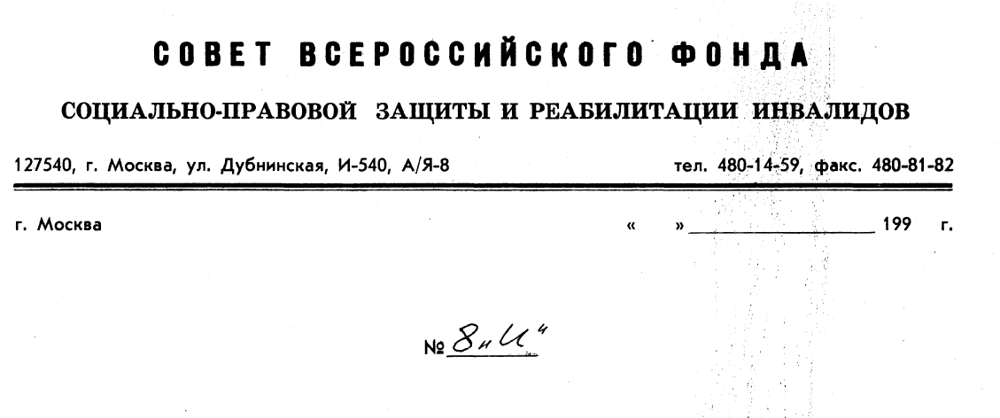 СОВЕТ ВСЕРОССИЙСКОГО ФОНДА
СОЦИАЛЬНО-ПРАВОВОЙ ЗАЩИТЫ И РЕАБИЛИТАЦИИ ИНВАЛИДОВ
127540, г. Москва, ул. Дубнинская, И-540, А/Я-8 тел. 480-14-59, факс. 480-81-82
г. Москва « » ____________ 199 г.
№ 8 „И“